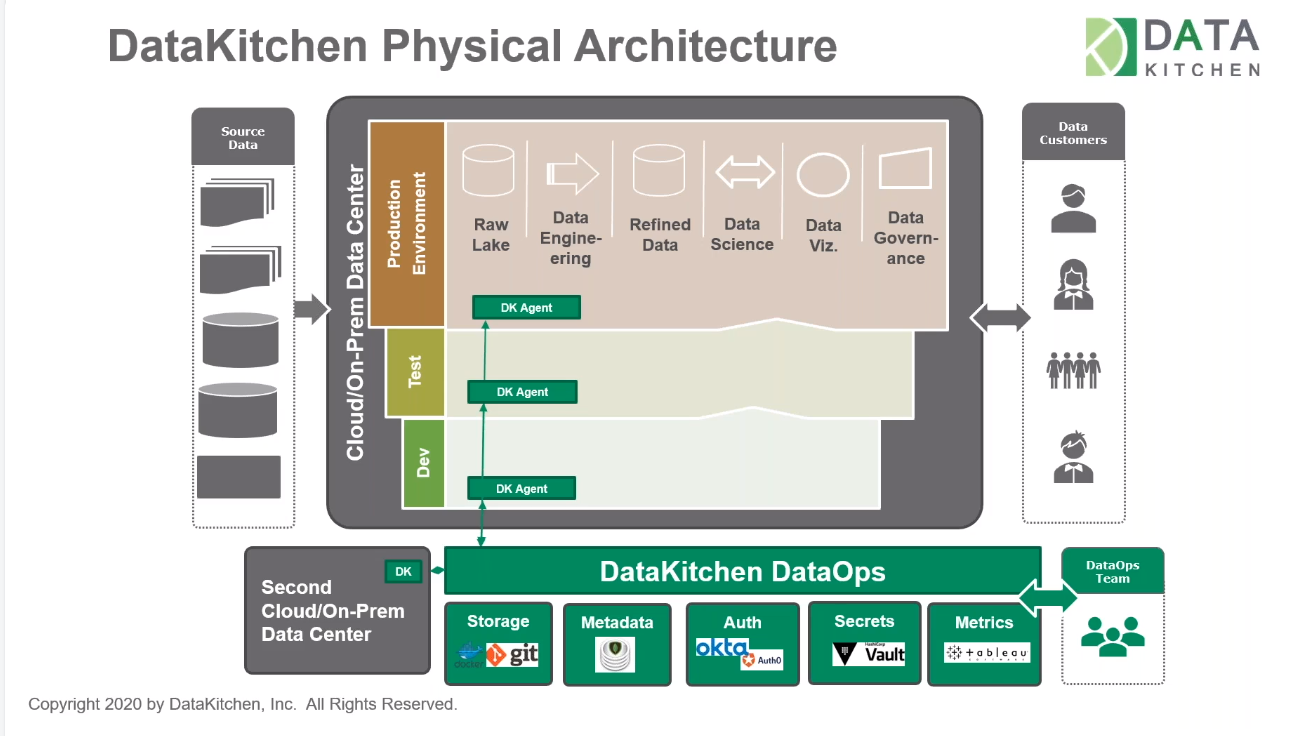 DataKitchen Physical Architecture
DATA
KITCHEN
Source
Data
Cloud/On-Prem Data Center
Production
Environment
Raw
Lake
Data
Engine-
ering
Refined
Data
Data
Science
Data
Viz.
Data
Govern-
ance
DK Agent
Test
DK Agent
Dev
DK Agent
Data
Customers
Second
Cloud/On-Prem
Data Center
DK
DataKitchen DataOps
Storage
docker
git
Metadata
Auth
okta
Auth0
Secrets
HashiCorp
Vault
Metrics
+ a b l e a u
SOFTWARE
DataOps
Team
Copyright 2020 by DataKitchen, Inc.  All Rights Reserved.